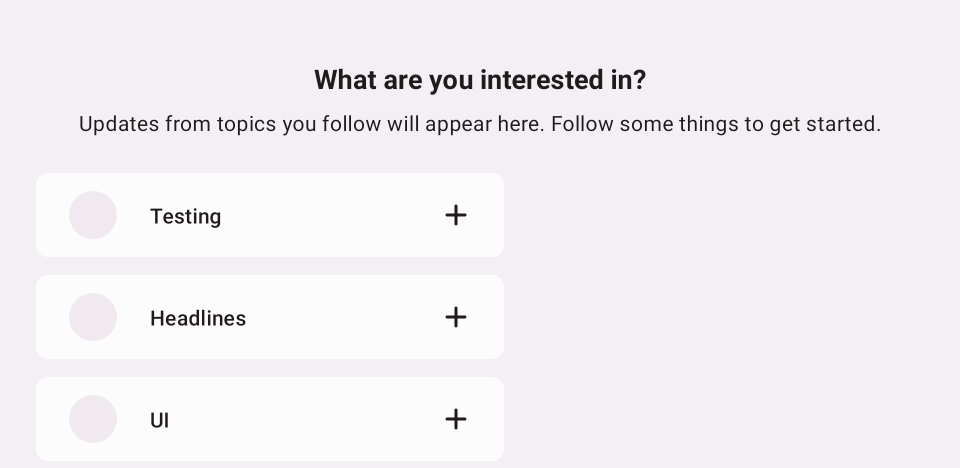 What are you interested in?
Updates from topics you follow will appear here. Follow some things to get started.
Testing
Headlines
UI